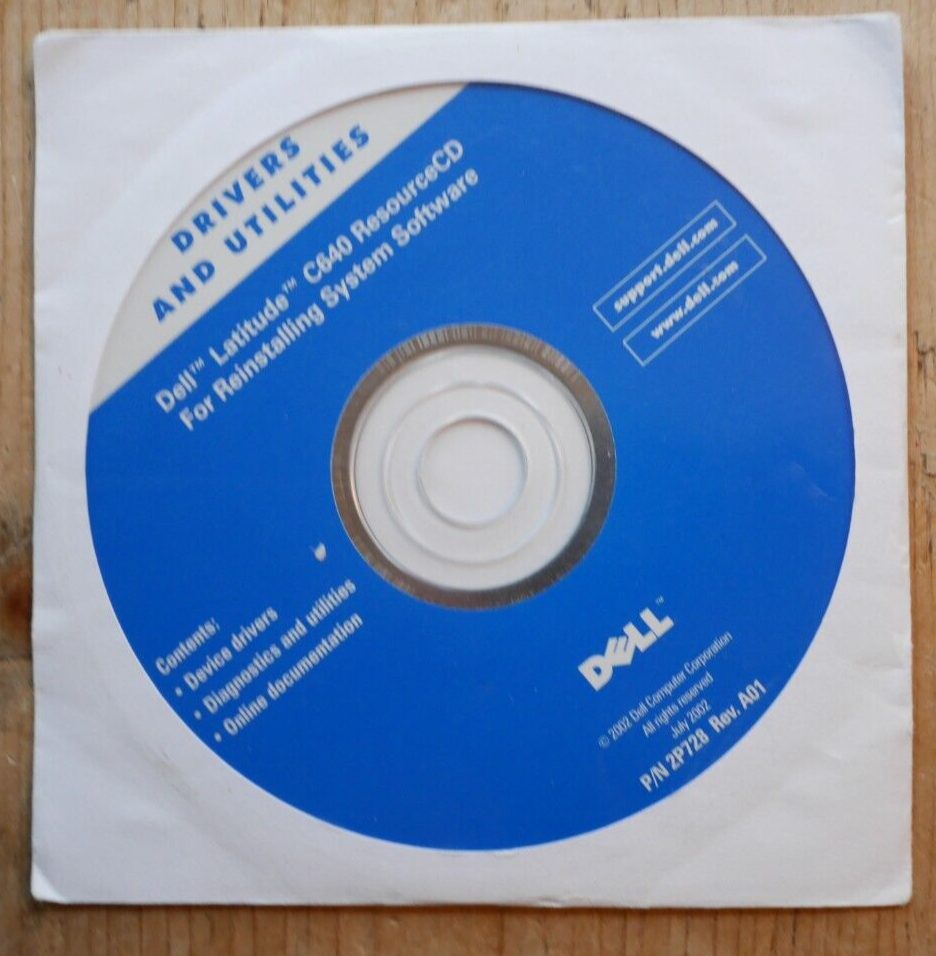 DRIVERS
AND UTILITIES
Dell™ Latitude™ C640 ResourceCD
For Reinstalling System Software
support.dell.com
www.dell.com
Contents:
• Device drivers
• Diagnostics and utilities
• Online documentation
DELL™
© 2002 Dell Computer Corporation
All rights reserved
July 2002
P/N 2P728 Rev. A01